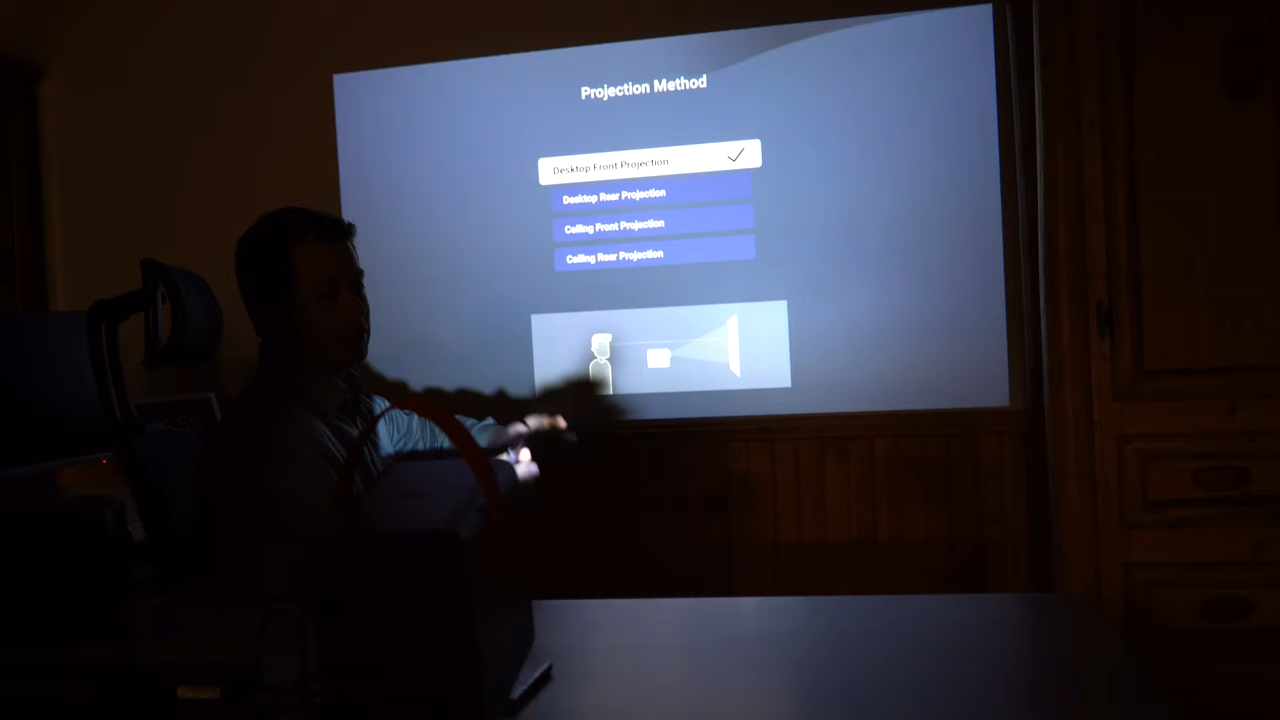 Projection Method
Desktop Front Projection
Desktop Rear Projection
Ceiling Front Projection
Ceiling Rear Projection